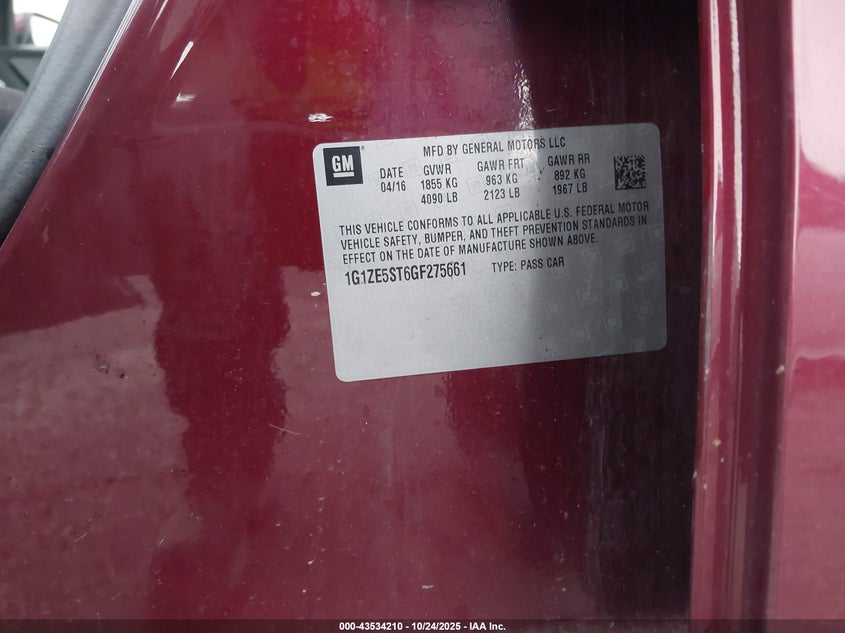 GM
MFD BY GENERAL MOTORS LLC
DATE GVWR GAWR FRT GAWR RR
04/16 1855 KG 963 KG 892 KG
4090 LB 2123 LB 1967 LB
THIS VEHICLE CONFORMS TO ALL APPLICABLE U.S. FEDERAL MOTOR
VEHICLE SAFETY, BUMPER, AND THEFT PREVENTION STANDARDS IN
EFFECT ON THE DATE OF MANUFACTURE SHOWN ABOVE.
1G1ZE5ST6GF275661 TYPE: PASS CAR
000-43534210 - 10/24/2025 - IAA Inc.